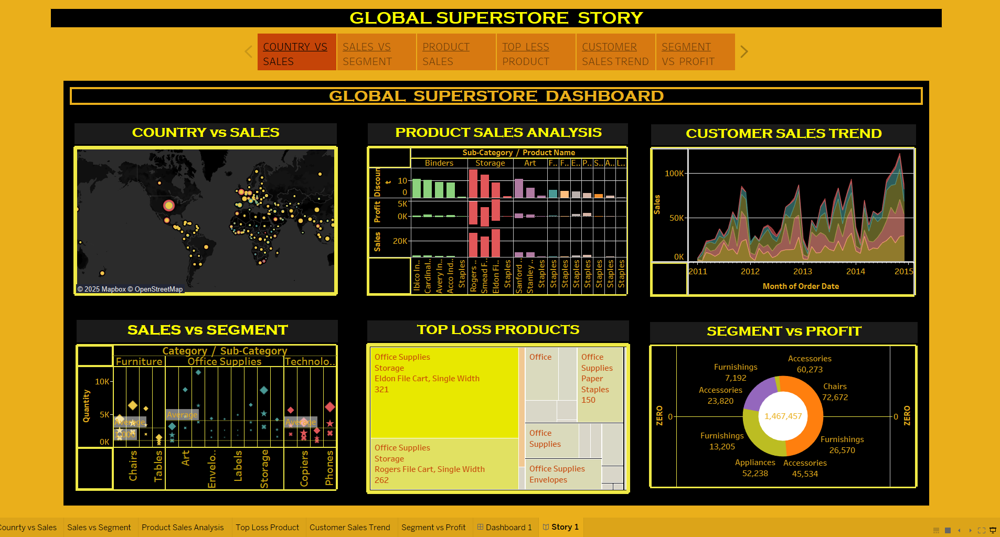 GLOBAL SUPERSTORE STORY
COUNTRY VS
SALES
SALES VS
SEGMENT
PRODUCT
SALES
TOP LESS
PRODUCT
CUSTOMER
SALES TREND
SEGMENT
VS PROFIT
GLOBAL SUPERSTORE DASHBOARD
COUNTRY vs SALES
© 2025 Mapbox © OpenStreetMap
PRODUCT SALES ANALYSIS
Sub-Category / Product Name
Binders Storage Art F.. F.. E.. P.. S.. A.. L..
Discoun
t
10
0
Profit
5K
0K
Sales
20K
Ibico In..
Cardinal..
Avery In..
Acco Ind..
Staples
Rogers ..
Smead F..
Eldon Fi..
Staples
Sanford..
Stanley ..
Staples
Staples
Staples
Staples
Staples
Staples
Staples
Staples
CUSTOMER SALES TREND
Sales
100K
50K
0K
2011 2012 2013 2014 2015
Month of Order Date
SALES vs SEGMENT
Category / Sub-Category
Furniture Office Supplies Technolo..
Quantity
10K
5K
0K
Average
1,000
Average
Average
Chairs
Tables
Art
Envelo..
Labels
Storage
Copiers
Phones
TOP LOSS PRODUCTS
Office Supplies
Storage
Eldon File Cart, Single Width
321
Office Supplies
Storage
Rogers File Cart, Single Width
262
Office
Office
Supplies
Paper
Staples
150
Office
Supplies
Office Supplies
Envelopes
SEGMENT vs PROFIT
ZERO
0
Furnishings
7,192
Accessories
60,273
Accessories
23,820
Chairs
72,672
1,467,457
Furnishings
13,205
Furnishings
26,570
Appliances
52,238
Accessories
45,534
0
ZERO
Counrty vs Sales
Sales vs Segment
Product Sales Analysis
Top Loss Product
Customer Sales Trend
Segment vs Profit
Dashboard 1
Story 1